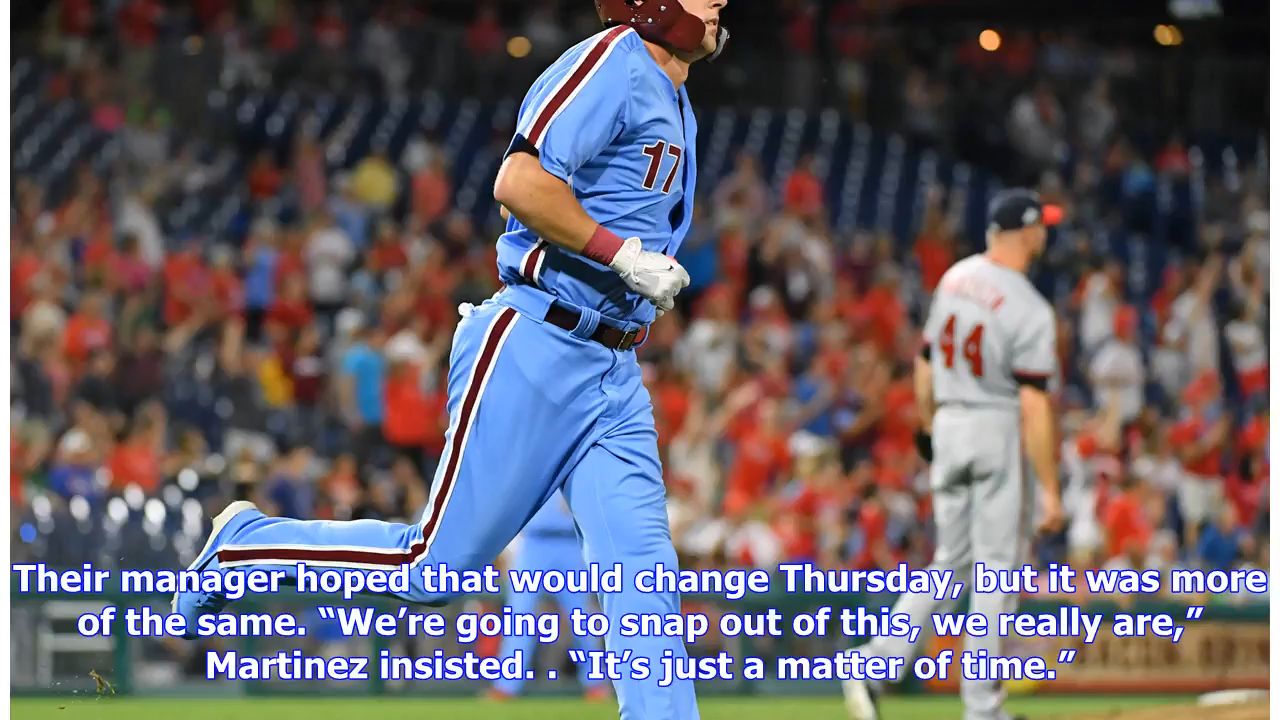 17
44
Their manager hoped that would change Thursday, but it was more
of the same. “We’re going to snap out of this, we really are,”
Martinez insisted. . “It’s just a matter of time.”